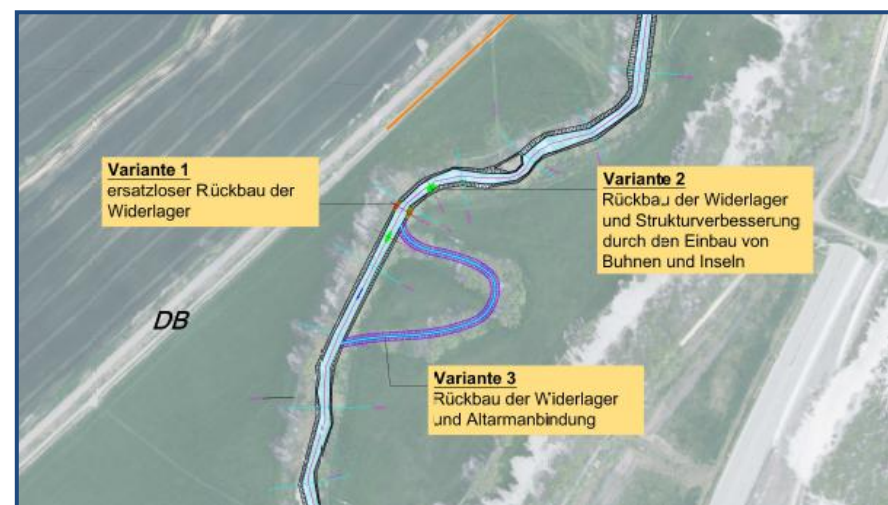 Variante 1
ersatzloser Rückbau der
Widerlager
Variante 2
Rückbau der Widerlager
und Strukturverbesserung
durch den Einbau von
Buhnen und Inseln
DB
Variante 3
Rückbau der Widerlager
und Altarmanbindung